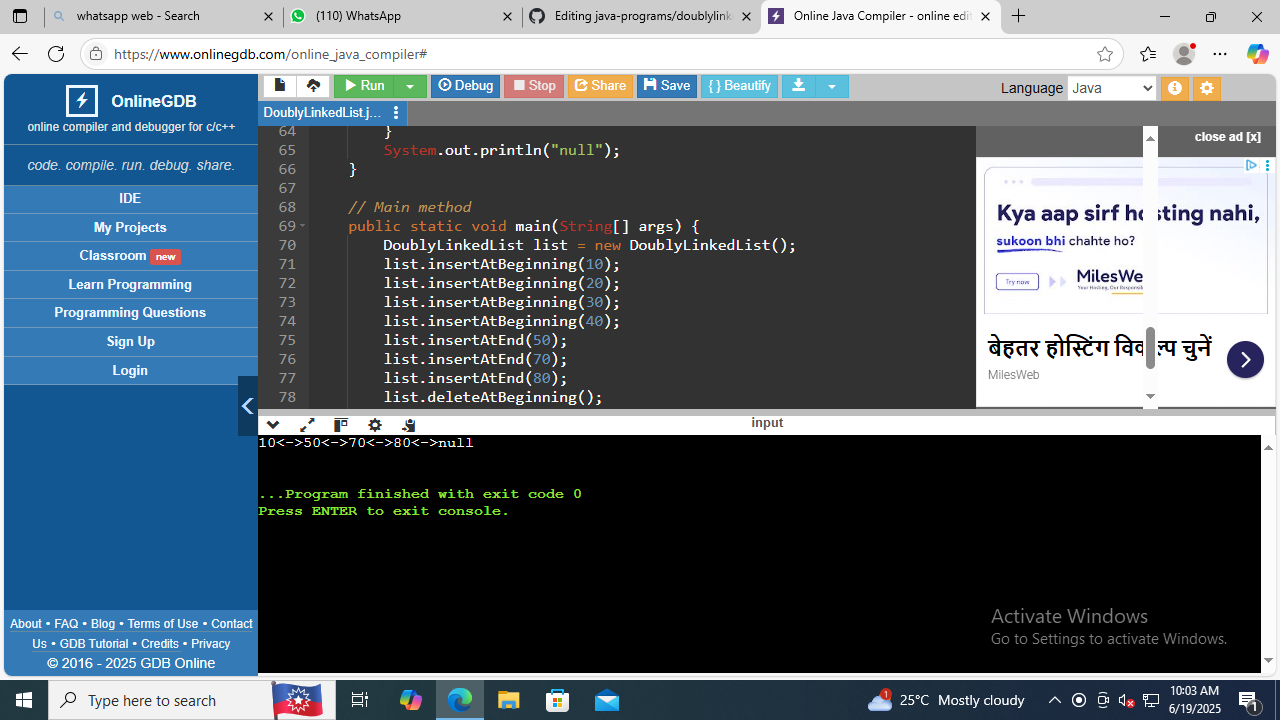 whatsapp web - Search
(110) WhatsApp
Editing java-programs/doublylink
Online Java Compiler - online edit
https://www.onlinegdb.com/online_java_compiler#
OnlineGDB
online compiler and debugger for c/c++
code. compile. run. debug. share.
IDE
My Projects
Classroom new
Learn Programming
Programming Questions
Sign Up
Login
About • FAQ • Blog • Terms of Use • Contact
Us • GDB Tutorial • Credits • Privacy
© 2016 - 2025 GDB Online
Run
Debug
Stop
Share
Save
{ } Beautify
Language Java
DoublyLinkedList.j...
64 }
65 System.out.println("null");
66 }
67
68 // Main method
69 public static void main(String[] args) {
70 DoublyLinkedList list = new DoublyLinkedList();
71 list.insertAtBeginning(10);
72 list.insertAtBeginning(20);
73 list.insertAtBeginning(30);
74 list.insertAtBeginning(40);
75 list.insertAtEnd(50);
76 list.insertAtEnd(70);
77 list.insertAtEnd(80);
78 list.deleteAtBeginning();
close ad [x]
Kya aap sirf hosting nahi,
sukoon bhi chahte ho?
Try now
MilesWe
Your Hosting, Our Responsib
बेहतर होस्टिंग विकल्प चुनें
MilesWeb
input
10<->50<->70<->80<->null
...Program finished with exit code 0
Press ENTER to exit console.
Activate Windows
Go to Settings to activate Windows.
Type here to search
1
25°C Mostly cloudy
10:03 AM
6/19/2025
1